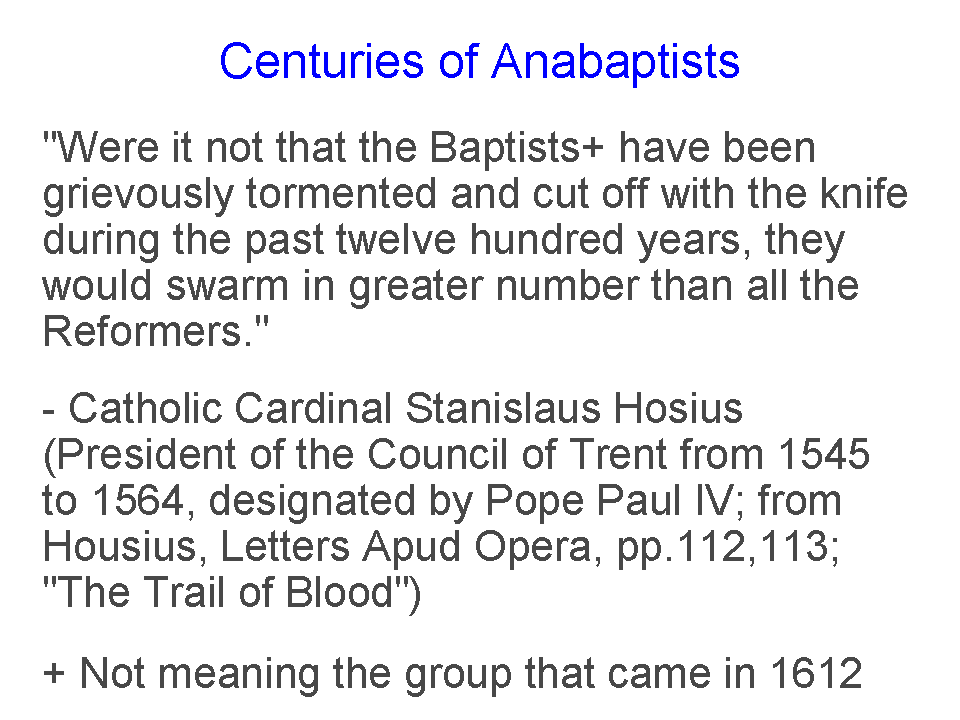 Centuries of Anabaptists
"Were it not that the Baptists+ have been
grievously tormented and cut off with the knife
during the past twelve hundred years, they
would swarm in greater number than all the
Reformers."
- Catholic Cardinal Stanislaus Hosius
(President of the Council of Trent from 1545
to 1564, designated by Pope Paul IV; from
Housius, Letters Apud Opera, pp.112,113;
"The Trail of Blood")
+ Not meaning the group that came in 1612